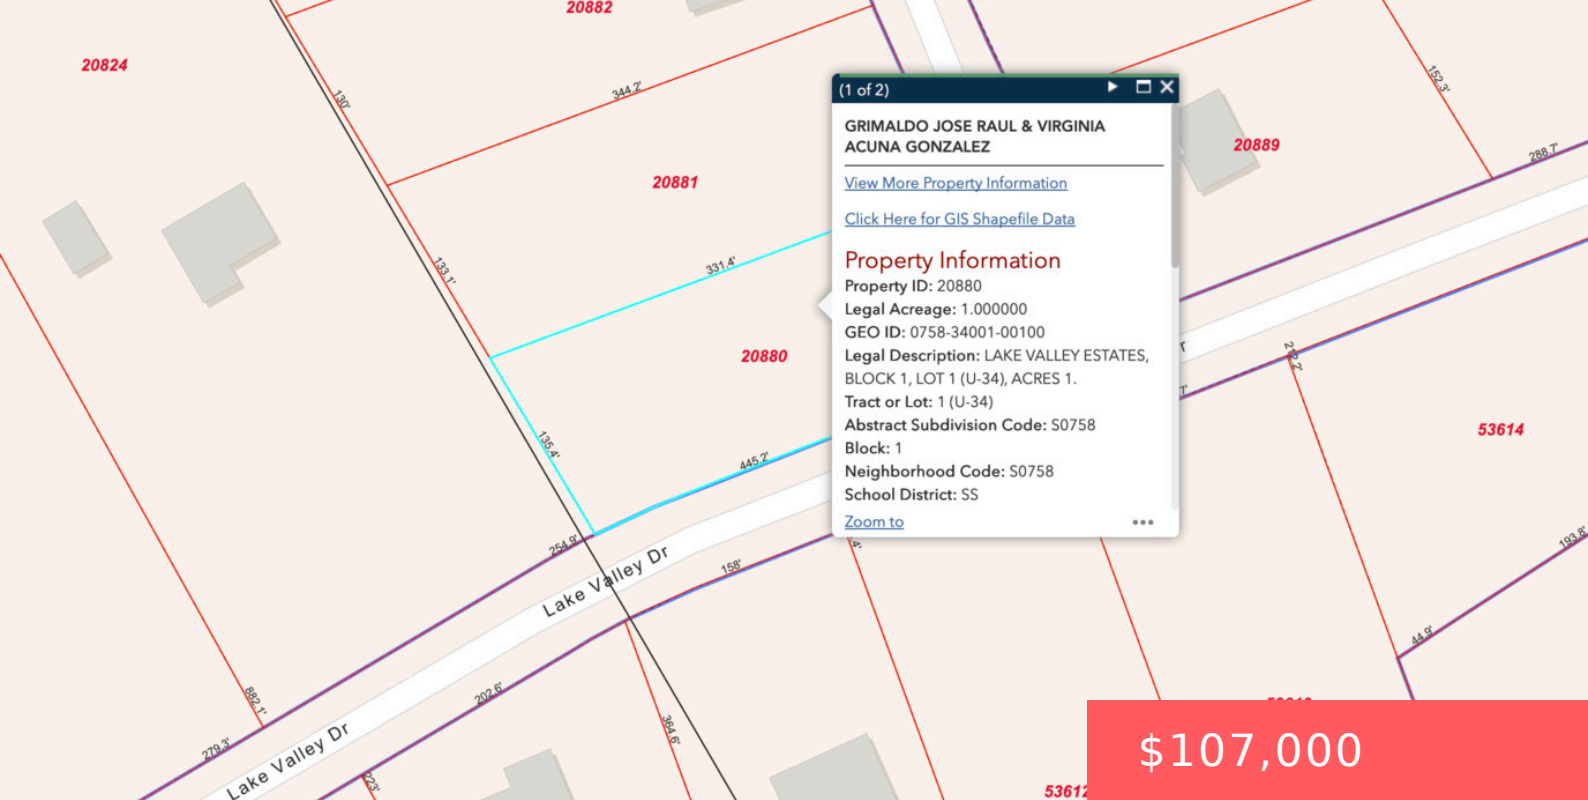 20882
20824
130'
344.2'
152.3'
(1 of 2)
GRIMALDO JOSE RAUL & VIRGINIA
ACUNA GONZALEZ
20889
288.7'
20881
View More Property Information
Click Here for GIS Shapefile Data
133.1'
331.4'
Property Information
Property ID: 20880
Legal Acreage: 1.000000
GEO ID: 0758-34001-00100
Legal Description: LAKE VALLEY ESTATES,
BLOCK 1, LOT 1 (U-34), ACRES 1.
Tract or Lot: 1 (U-34)
Abstract Subdivision Code: S0758
Block: 1
Neighborhood Code: S0758
School District: SS
Zoom to
20880
212.2'
135.4'
445.2'
53614
254.9'
Lake Valley Dr
158'
193.8'
44.9'
202.6'
882.1'
364.6'
279.3'
Lake Valley Dr
223'
53612
$107,000